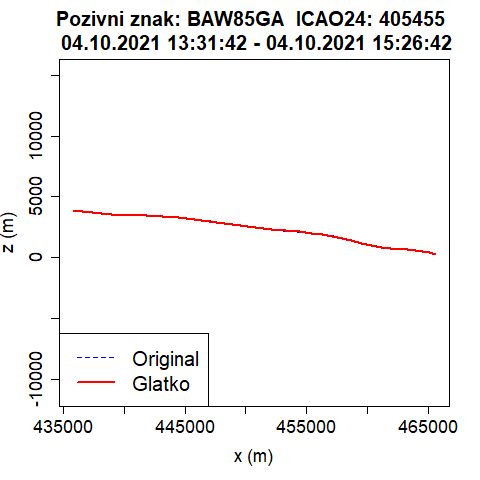 Pozivni znak: BAW85GA  ICAO24: 405455
04.10.2021 13:31:42 - 04.10.2021 15:26:42
10000
5000
0
-10000
z (m)
Original
Glatko
435000 445000 455000 465000
x (m)